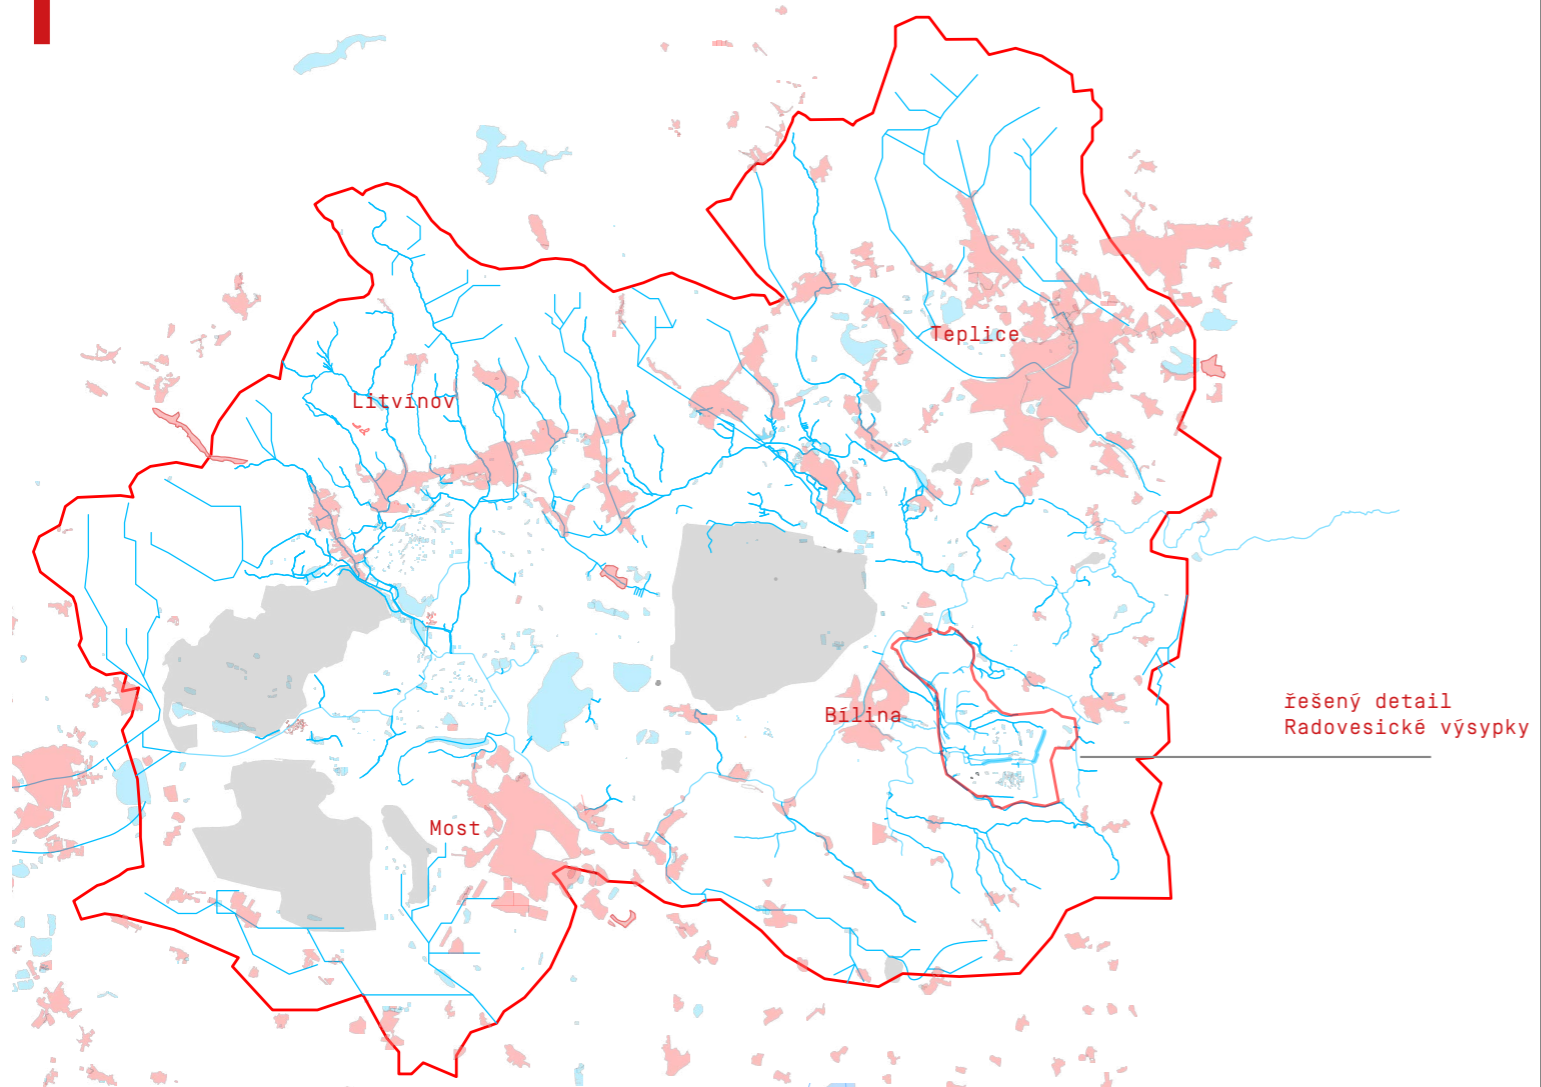 Teplice
Litvínov
řešený detail
Radovesické výsypky
Bílina
Most